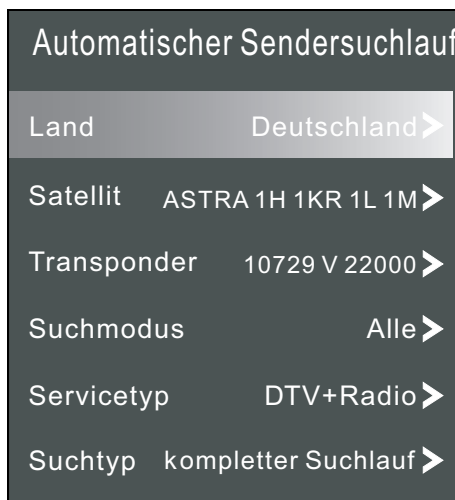 Automatischer Sendersuchlauf
Land Deutschland
Satellit ASTRA 1H 1KR 1L 1M
Transponder 10729 V 22000
Suchmodus Alle
Servicetyp DTV+Radio
Suchtyp kompletter Suchlauf